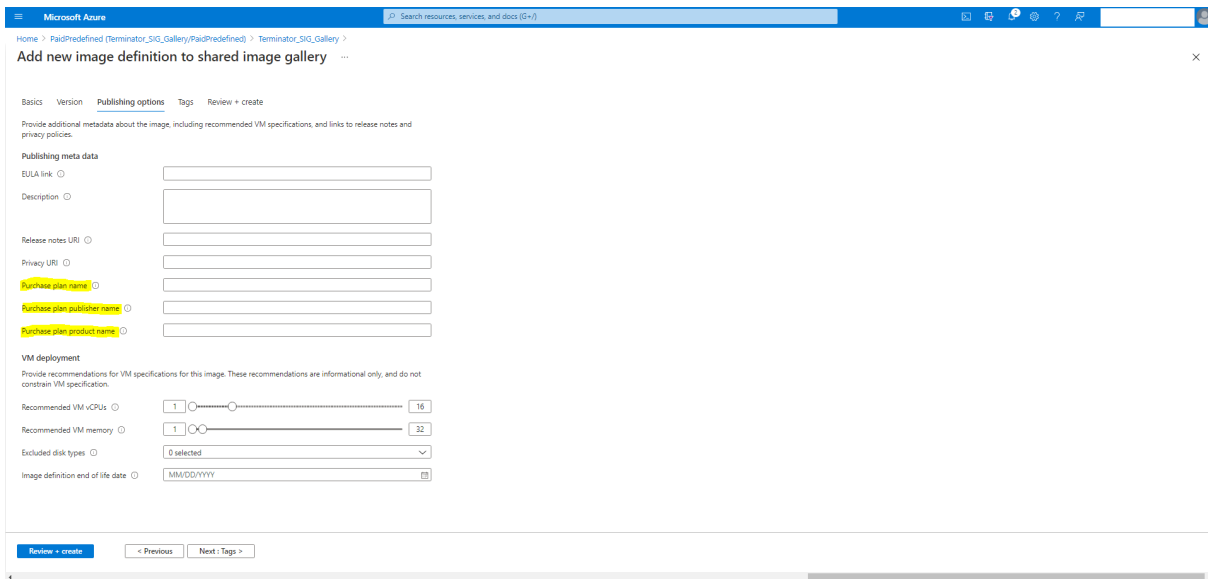 Microsoft Azure
Search resources, services, and docs (G+/)
2
Home > PaidPredefined (Terminator_SIG_Gallery/PaidPredefined) > Terminator_SIG_Gallery >
Add new image definition to shared image gallery ...
Basics Version Publishing options Tags Review + create
Provide additional metadata about the image, including recommended VM specifications, and links to release notes and
privacy policies.
Publishing meta data
EULA link
Description
Release notes URI
Privacy URI
Purchase plan name
Purchase plan publisher name
Purchase plan product name
VM deployment
Provide recommendations for VM specifications for this image. These recommendations are informational only, and do not
constrain VM specification.
Recommended VM vCPUs 1 16
Recommended VM memory 1 32
Excluded disk types 0 selected
Image definition end of life date MM/DD/YYYY
Review + create < Previous Next : Tags >